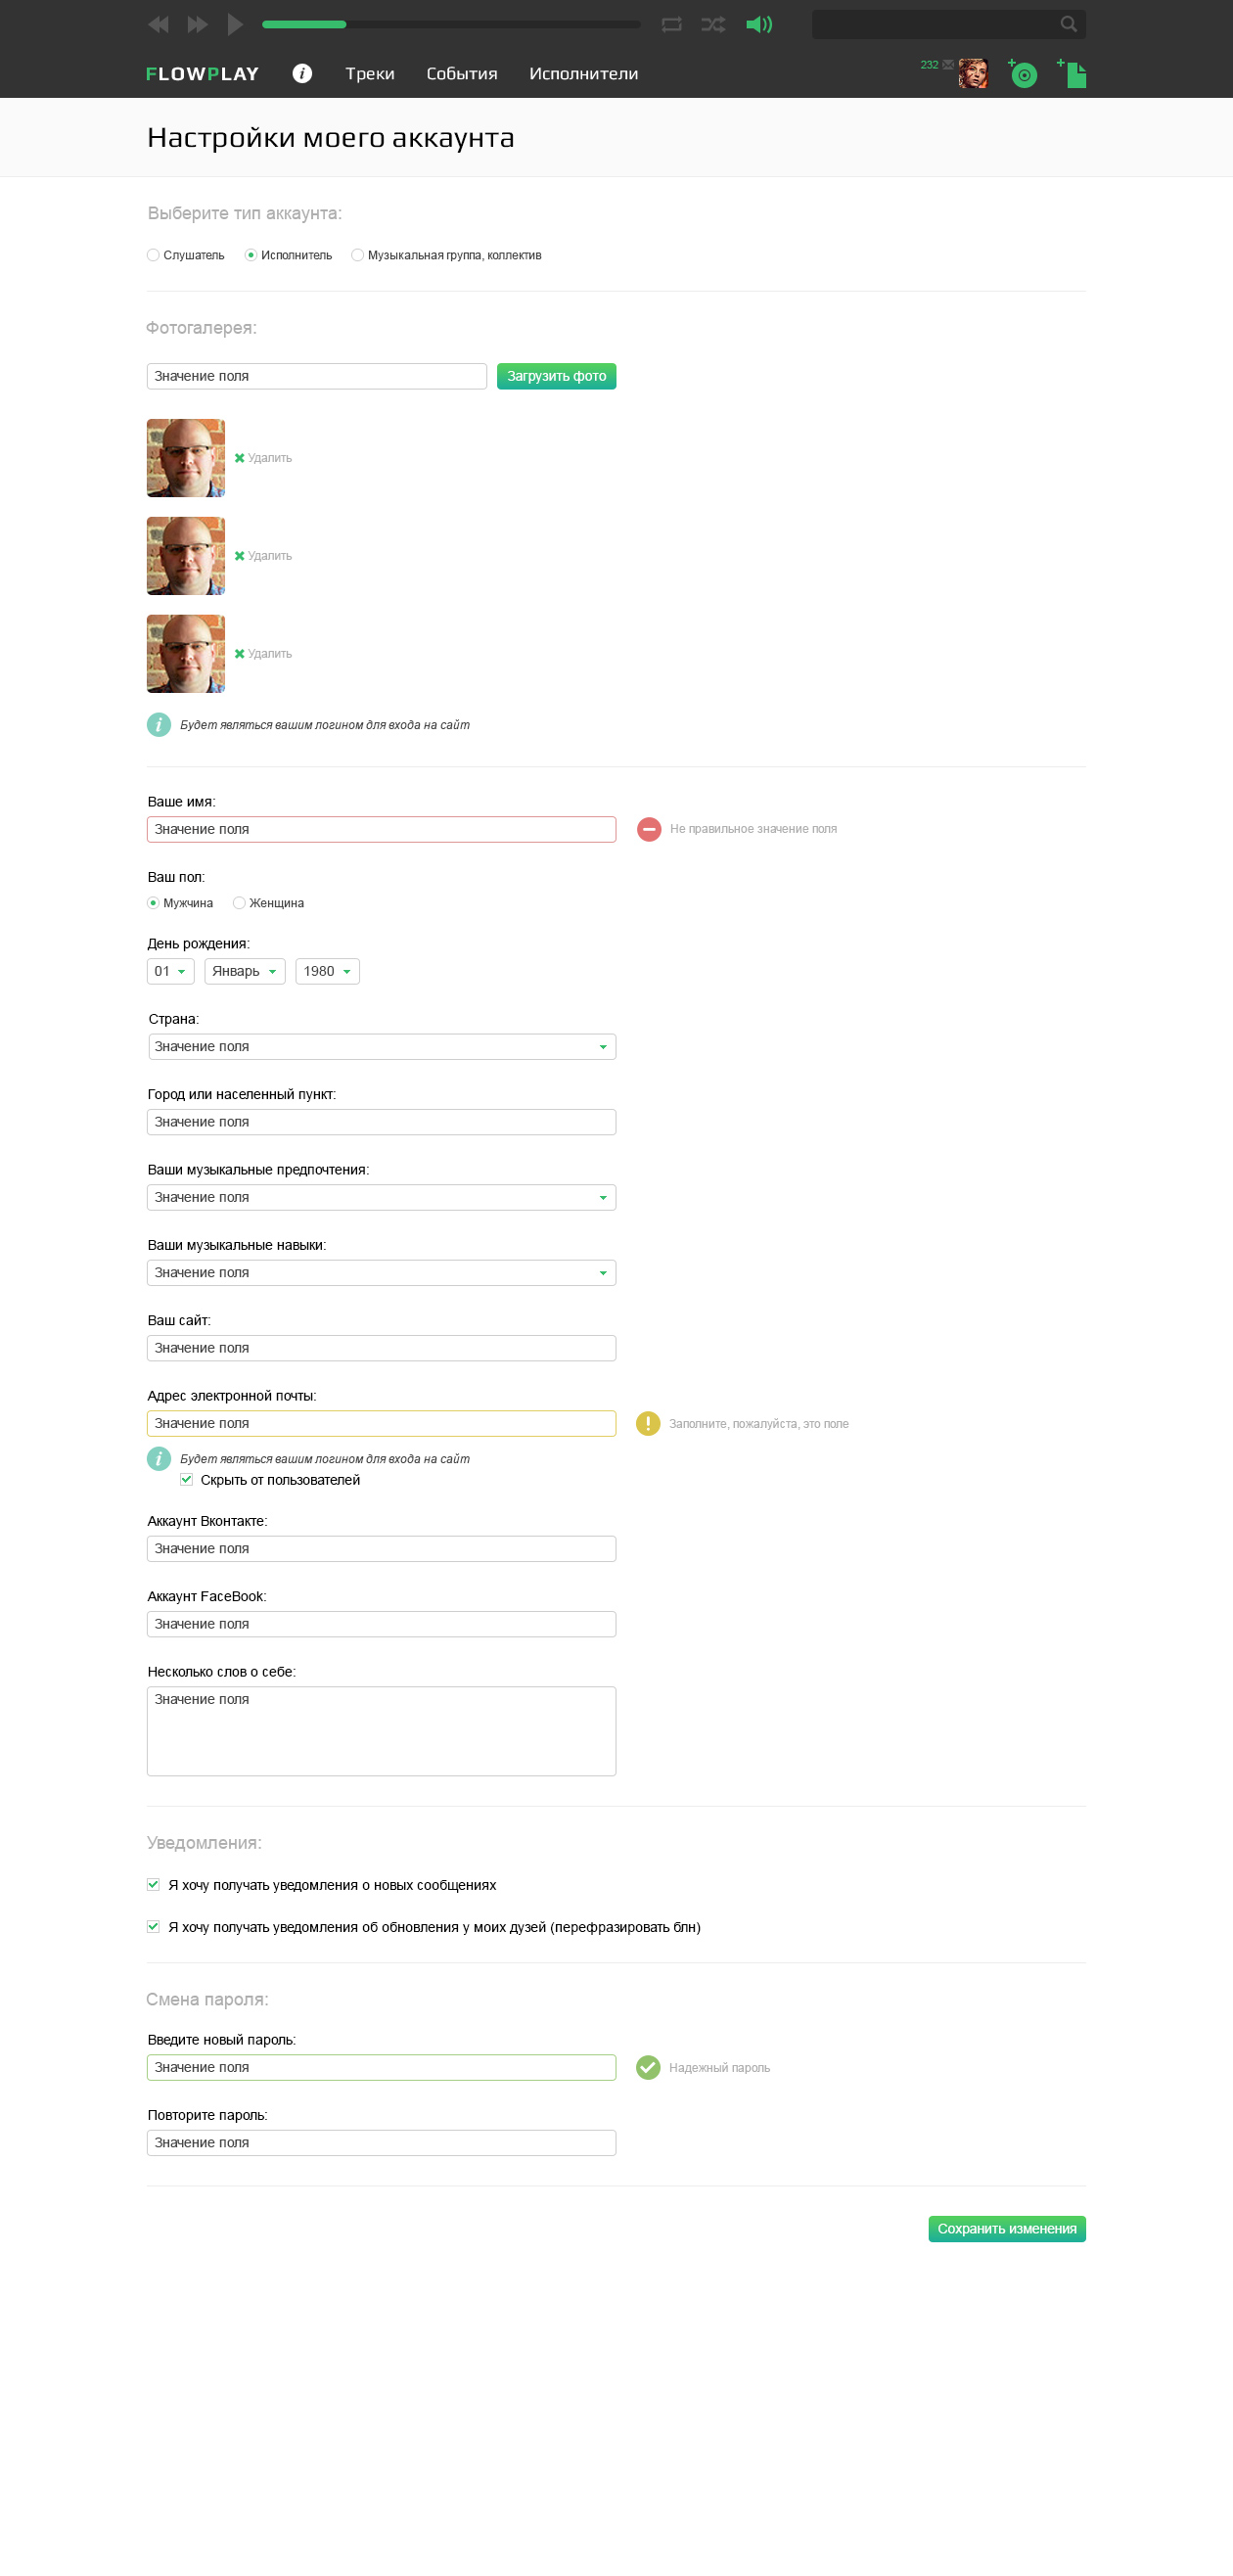 FLOWPLAY
i
Треки
События
Исполнители
232
Настройки моего аккаунта
Выберите тип аккаунта:
Слушатель
Исполнитель
Музыкальная группа, коллектив
Фотогалерея:
Значение поля
Загрузить фото
Удалить
Удалить
Удалить
i
Будет являться вашим логином для входа на сайт
Ваше имя:
Значение поля
Не правильное значение поля
Ваш пол:
Мужчина
Женщина
День рождения:
01
Январь
1980
Страна:
Значение поля
Город или населенный пункт:
Значение поля
Ваши музыкальные предпочтения:
Значение поля
Ваши музыкальные навыки:
Значение поля
Ваш сайт:
Значение поля
Адрес электронной почты:
Значение поля
Заполните, пожалуйста, это поле
i
Будет являться вашим логином для входа на сайт
Скрыть от пользователей
Аккаунт Вконтакте:
Значение поля
Аккаунт FaceBook:
Значение поля
Несколько слов о себе:
Значение поля
Уведомления:
Я хочу получать уведомления о новых сообщениях
Я хочу получать уведомления об обновления у моих дузей (перефразировать блн)
Смена пароля:
Введите новый пароль:
Значение поля
Надежный пароль
Повторите пароль:
Значение поля
Сохранить изменения